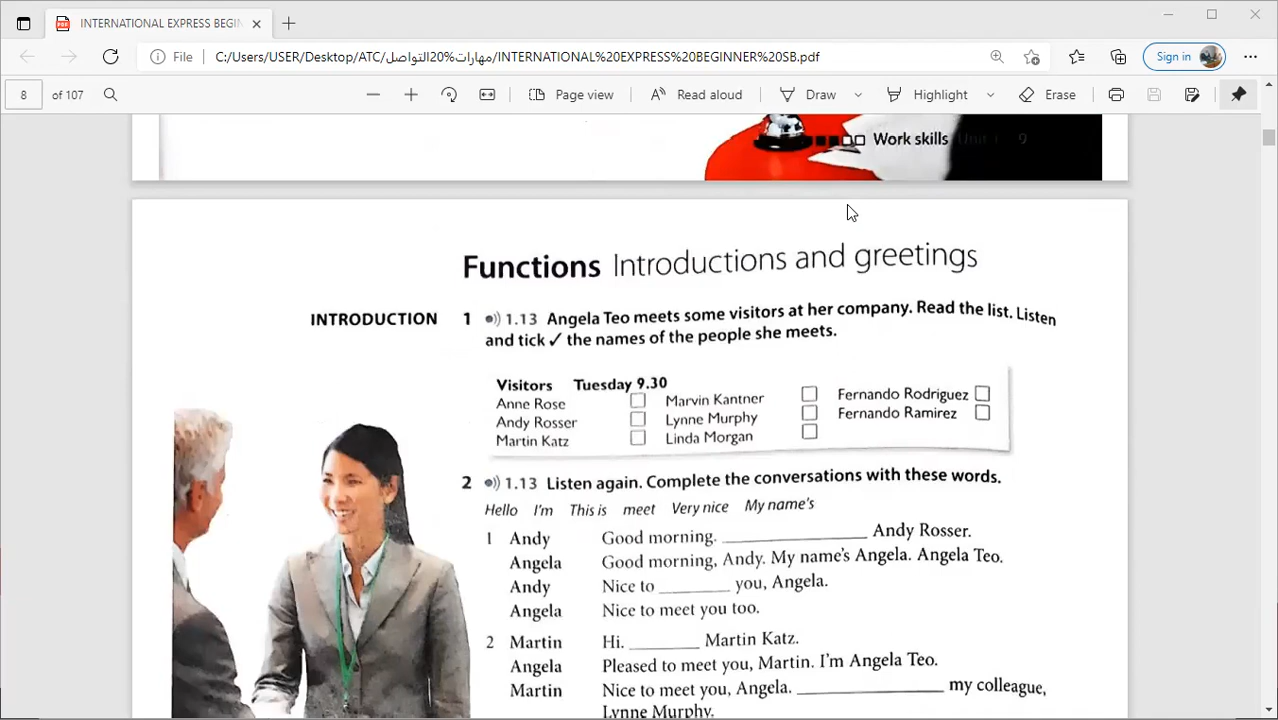 INTERNATIONAL EXPRESS BEGIN
File
C:/Users/USER/Desktop/ATC/مهارات%20التواصل/INTERNATIONAL%20EXPRESS%20BEGINNER%20SB.pdf
Sign in
8 of 107
Page view
Read aloud
Draw
Highlight
Erase
Work skills Unit 1 9
Functions Introductions and greetings
INTRODUCTION 1 1.13 Angela Teo meets some visitors at her company. Read the list. Listen
and tick ✓ the names of the people she meets.
Visitors Tuesday 9.30
Anne Rose Marvin Kantner Fernando Rodriguez
Andy Rosser Lynne Murphy Fernando Ramirez
Martin Katz Linda Morgan
2 1.13 Listen again. Complete the conversations with these words.
Hello I'm This is meet Very nice My name's
1 Andy Good morning. ______ Andy Rosser.
Angela Good morning, Andy. My name's Angela. Angela Teo.
Andy Nice to ______ you, Angela.
Angela Nice to meet you too.
2 Martin Hi. ______ Martin Katz.
Angela Pleased to meet you, Martin. I'm Angela Teo.
Martin Nice to meet you, Angela. ______ my colleague,
Lynne Murphy.